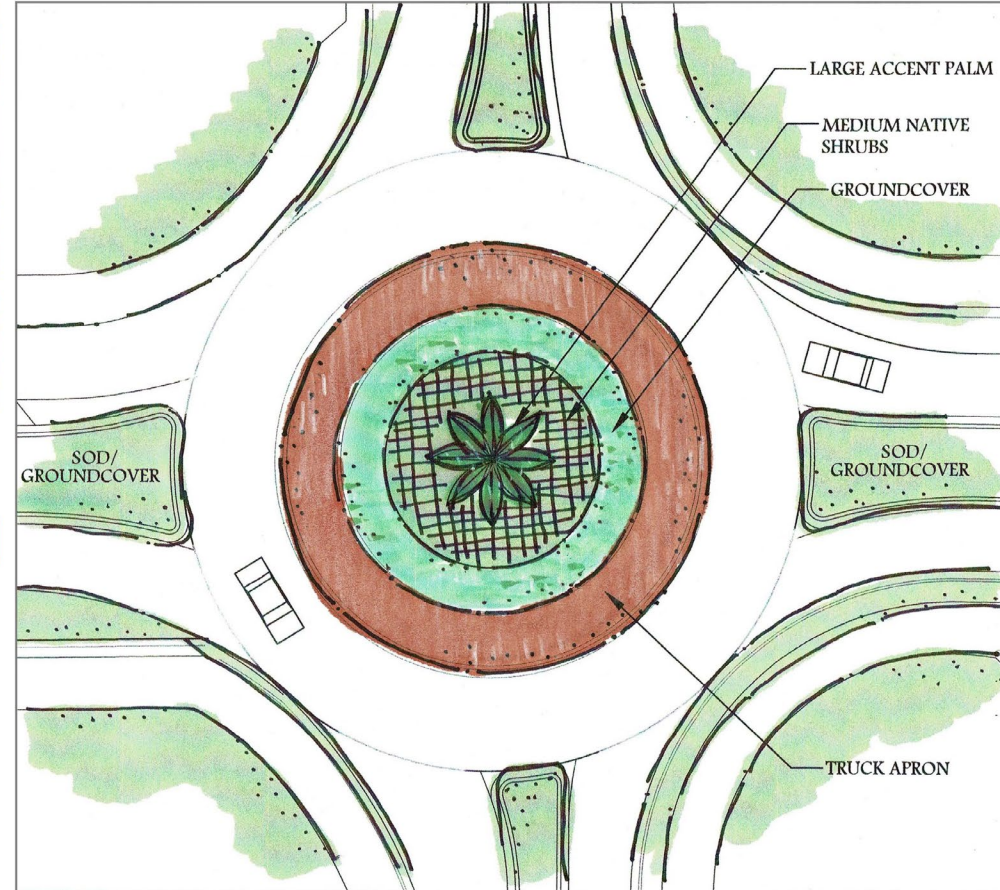 LARGE ACCENT PALM
MEDIUM NATIVE
SHRUBS
GROUNDCOVER
SOD/
GROUNDCOVER
SOD/
GROUNDCOVER
TRUCK APRON